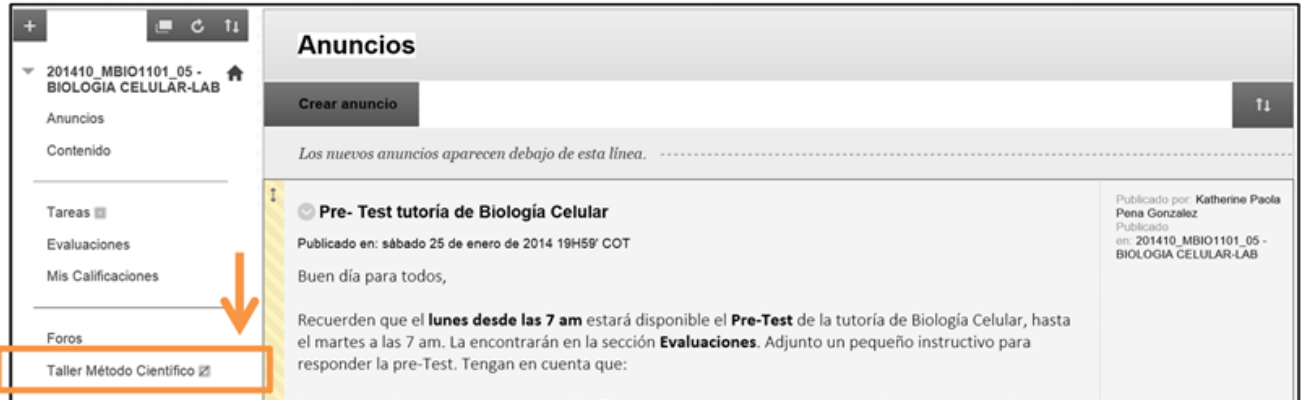 201410_MBIO1101_05 -
BIOLOGIA CELULAR-LAB
Anuncios
Contenido
Tareas
Evaluaciones
Mis Calificaciones
Foros
Taller Método Científico
Anuncios
Crear anuncio
Los nuevos anuncios aparecen debajo de esta línea.
Pre- Test tutoría de Biología Celular
Publicado en: sábado 25 de enero de 2014 19H59' COT
Buen día para todos,
Recuerden que el lunes desde las 7 am estará disponible el Pre-Test de la tutoría de Biología Celular, hasta
el martes a las 7 am. La encontrarán en la sección Evaluaciones. Adjunto un pequeño instructivo para
responder la pre-Test. Tengan en cuenta que:
Publicado por: Katherine Paola
Pena Gonzalez
Publicado
en: 201410_MBIO1101_05 -
BIOLOGIA CELULAR-LAB